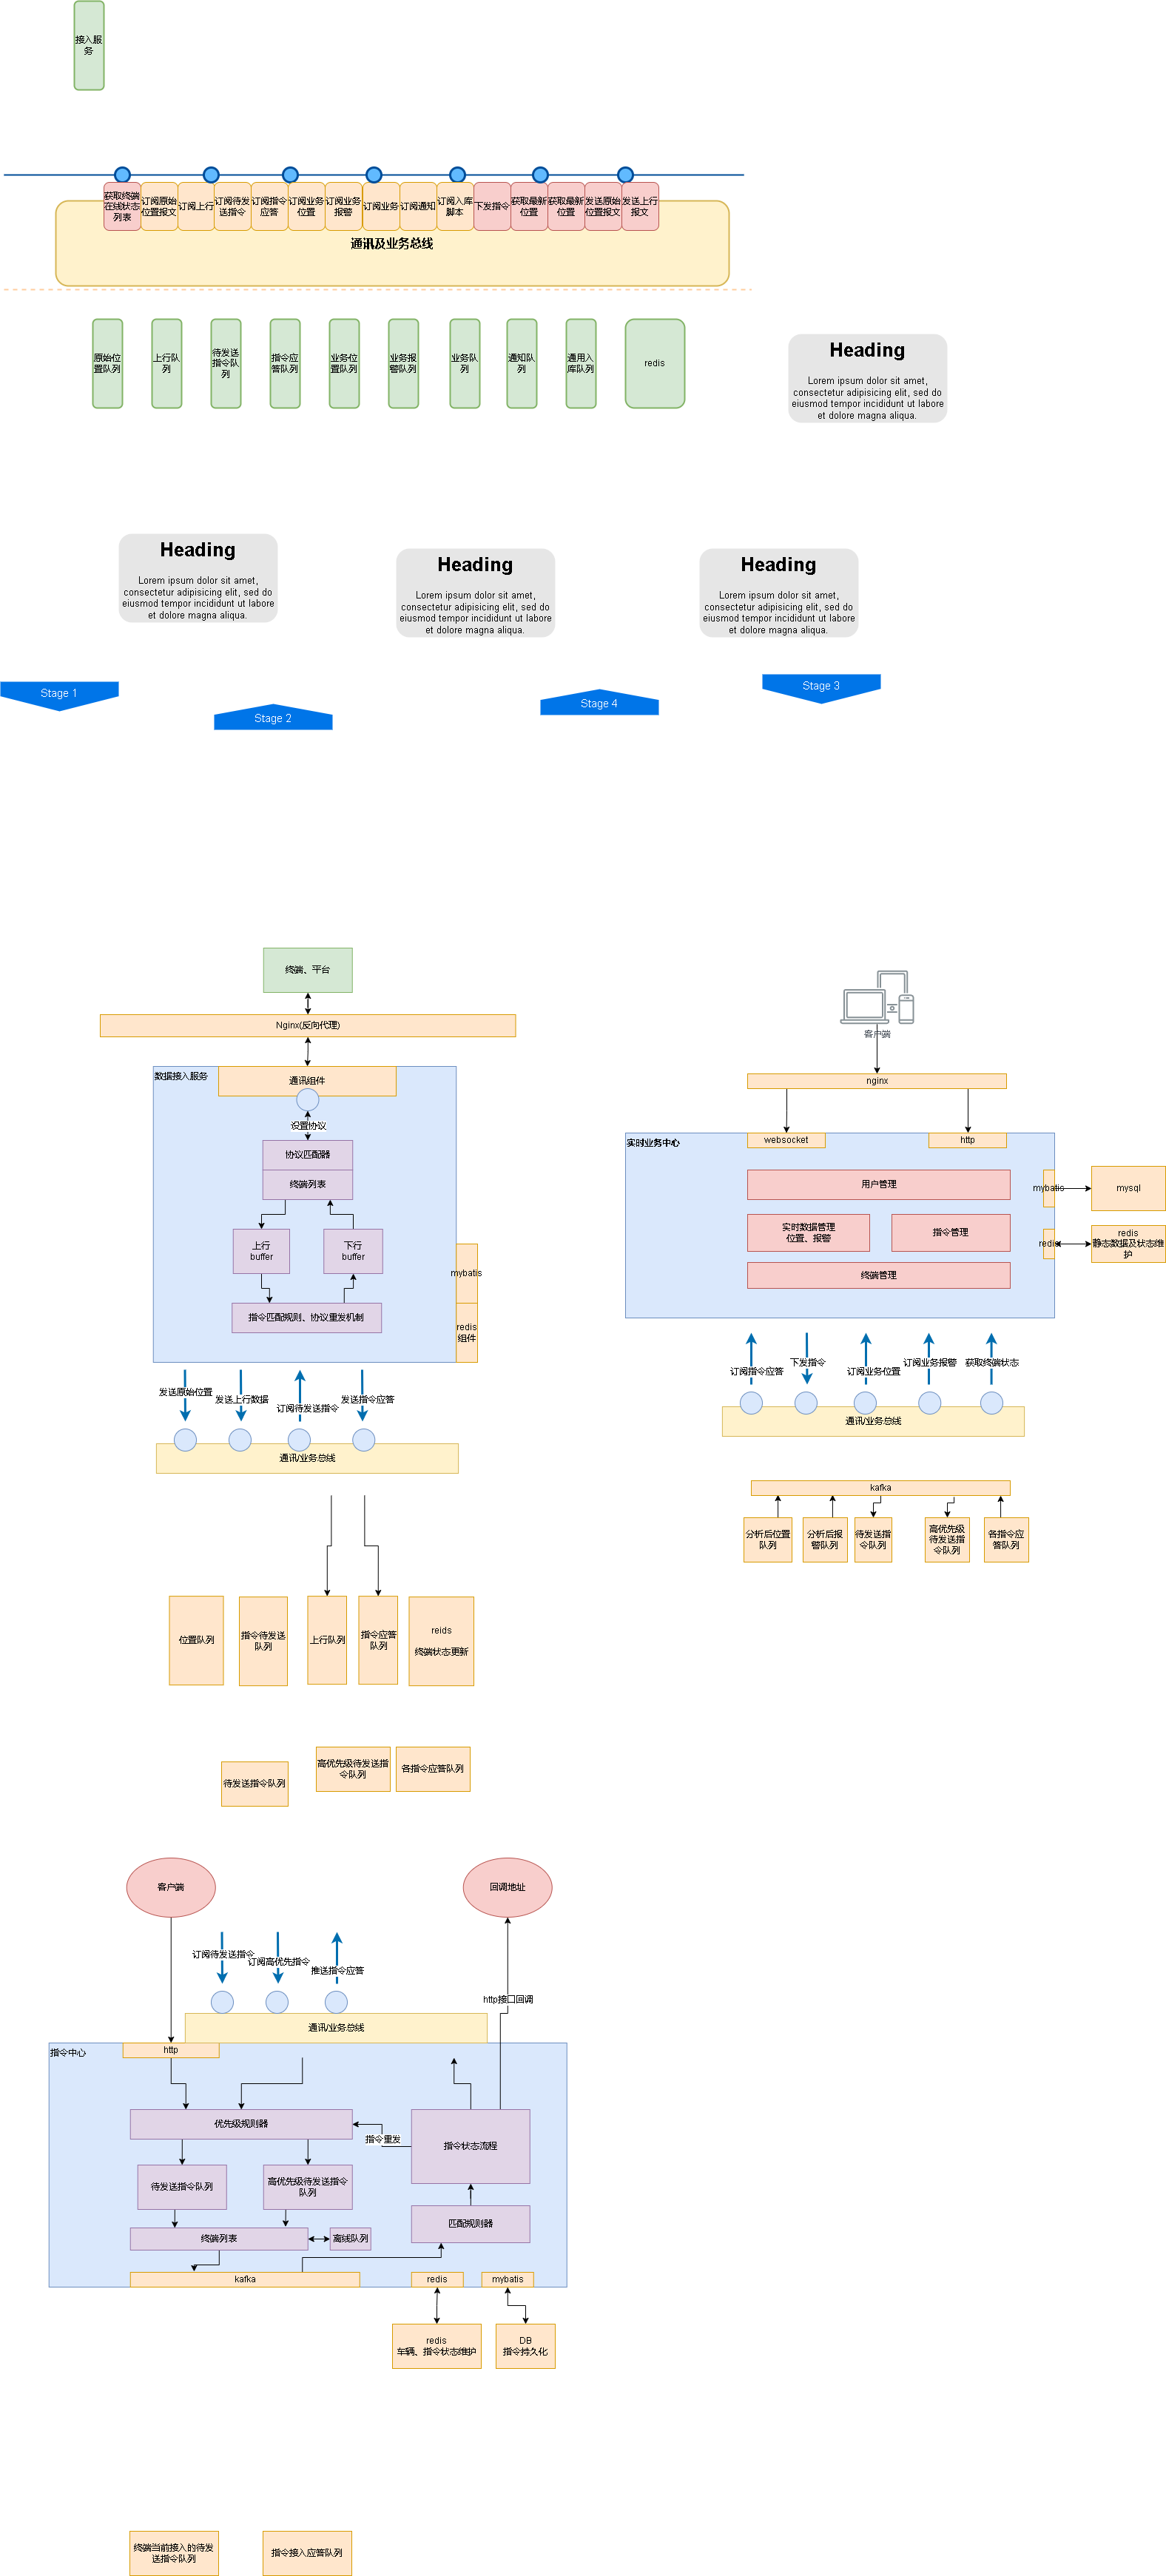 接入服
务
获取终端
在线状态
列表
订阅原始
位置报文
订阅上行
订阅待发
送指令
订阅指令
应答
订阅业务
位置
订阅业务
报警
订阅业务
订阅通知
订阅入库
脚本
下发指令
获取最新
位置
获取最新
位置
发送原始
位置报文
发送上行
报文
通讯及业务总线
原始位
置队列
上行队
列
待发送
指令队
列
指令应
答队列
业务位
置队列
业务报
警队列
业务队
列
通知队
列
通用入
库队列
redis
Heading
Lorem ipsum dolor sit amet,
consectetur adipisicing elit, sed do
eiusmod tempor incididunt ut labore
et dolore magna aliqua.
Heading
Lorem ipsum dolor sit amet,
consectetur adipisicing elit, sed do
eiusmod tempor incididunt ut labore
et dolore magna aliqua.
Heading
Lorem ipsum dolor sit amet,
consectetur adipisicing elit, sed do
eiusmod tempor incididunt ut labore
et dolore magna aliqua.
Heading
Lorem ipsum dolor sit amet,
consectetur adipisicing elit, sed do
eiusmod tempor incididunt ut labore
et dolore magna aliqua.
Stage 1
Stage 2
Stage 4
Stage 3
终端、平台
Nginx(反向代理)
数据接入服务
通讯组件
设置协议
协议匹配器
终端列表
上行
buffer
下行
buffer
指令匹配规则、协议重发机制
mybatis
redis
组件
发送原始位置
发送上行数据
订阅待发送指令
发送指令应答
通讯/业务总线
位置队列
指令待发送
队列
上行队列
指令应答
队列
reids
终端状态更新
待发送指令队列
高优先级待发送指
令队列
各指令应答队列
客户端
nginx
实时业务中心
websocket
http
用户管理
实时数据管理
位置、报警
指令管理
终端管理
mybatis
mysql
redis
redis
静态数据及状态维
护
订阅指令应答
下发指令
订阅业务位置
订阅业务报警
获取终端状态
通讯/业务总线
kafka
分析后位置
队列
分析后报
警队列
待发送指
令队列
高优先级
待发送指
令队列
各指令应
答队列
客户端
回调地址
订阅待发送指令
订阅高优先指令
推送指令应答
http接口回调
通讯/业务总线
指令中心
http
优先级规则器
指令重发
指令状态流程
待发送指令队列
高优先级待发送指令
队列
匹配规则器
终端列表
离线队列
kafka
redis
mybatis
redis
车辆、指令状态维护
DB
指令持久化
终端当前接入的待发
送指令队列
指令接入应答队列